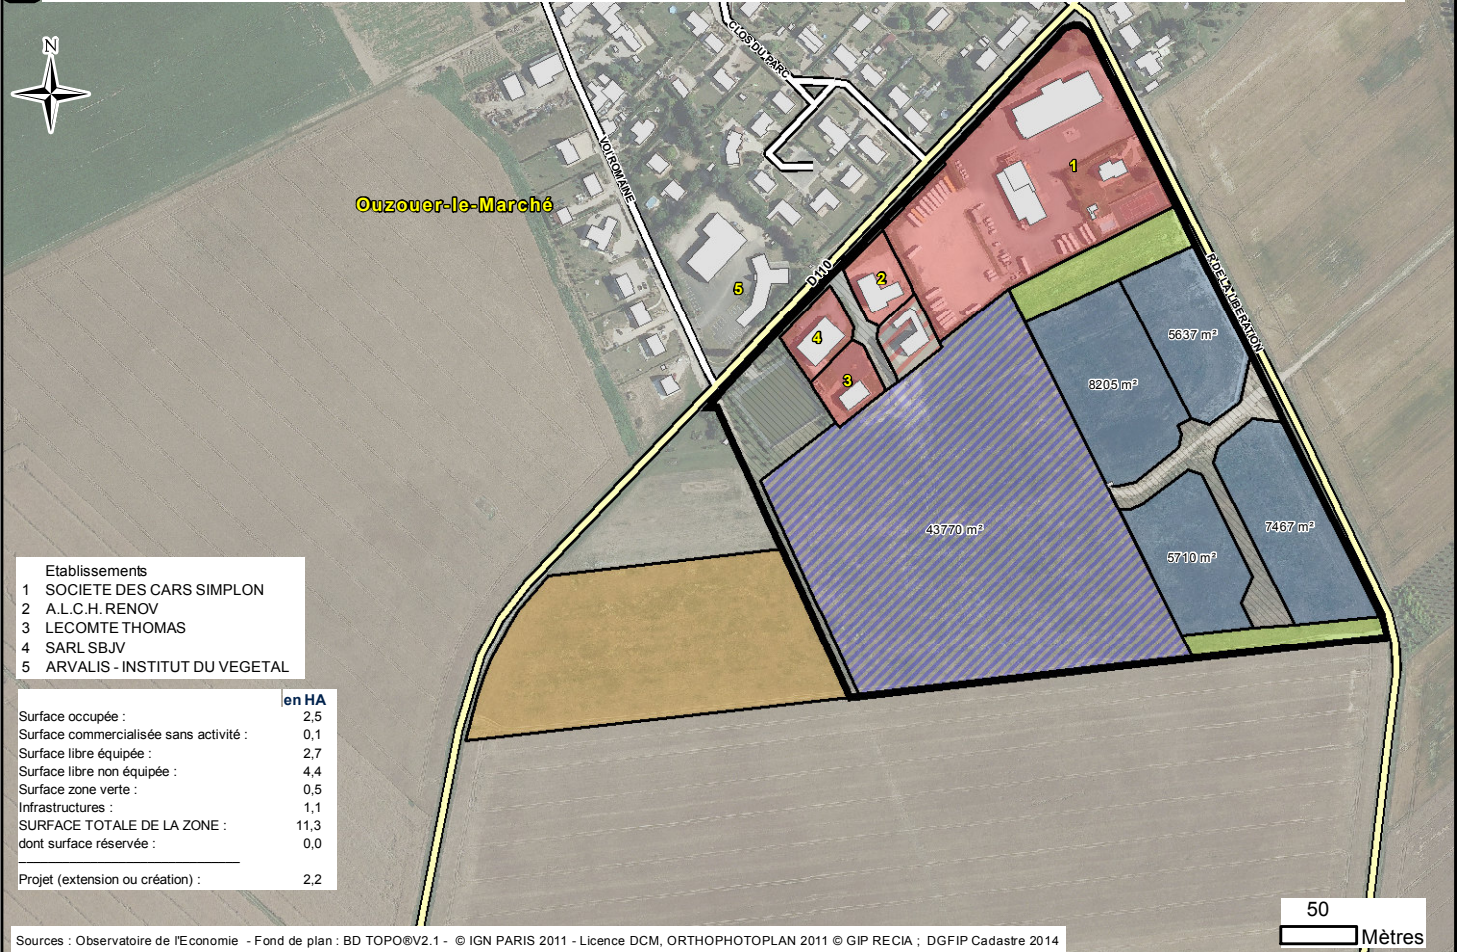 N
CLOS DU PARC
VOI ROMAINE
Ouzouer-le-Marché
D110
R DE LA LIBERATION
1
2
3
4
5
5637 m²
8205 m²
43770 m²
5710 m²
7467 m²
Etablissements
1 SOCIETE DES CARS SIMPLON
2 A.L.C.H. RENOV
3 LECOMTE THOMAS
4 SARL SBJV
5 ARVALIS - INSTITUT DU VEGETAL
en HA
Surface occupée : 2,5
Surface commercialisée sans activité : 0,1
Surface libre équipée : 2,7
Surface libre non équipée : 4,4
Surface zone verte : 0,5
Infrastructures : 1,1
SURFACE TOTALE DE LA ZONE : 11,3
dont surface réservée : 0,0
Projet (extension ou création) : 2,2
50
Mètres
Sources : Observatoire de l'Economie - Fond de plan : BD TOPO®V2.1 - © IGN PARIS 2011 - Licence DCM, ORTHOPHOTOPLAN 2011 © GIP RECIA ; DGFIP Cadastre 2014